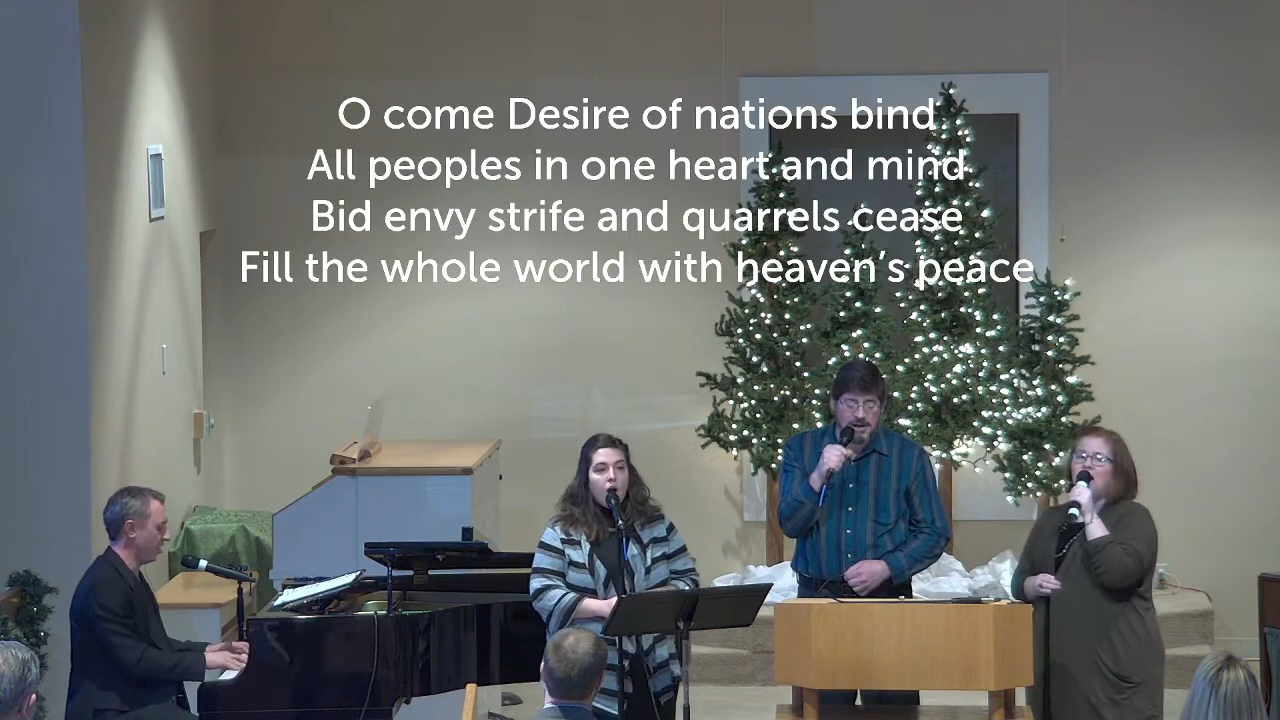 O come Desire of nations bind
All peoples in one heart and mind
Bid envy strife and quarrels cease
Fill the whole world with heaven’s peace